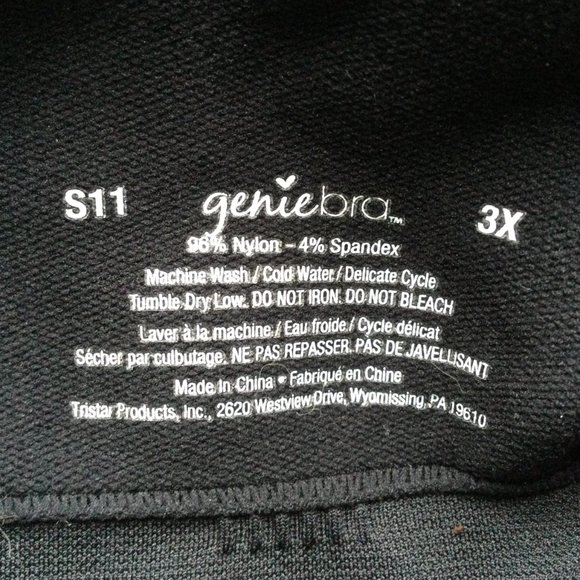 S11 geniebra™ 3X
96% Nylon – 4% Spandex
Machine Wash / Cold Water / Delicate Cycle
Tumble Dry Low. DO NOT IRON. DO NOT BLEACH
Laver à la machine / Eau froide / Cycle délicat
Sécher par culbutage. NE PAS REPASSER. PAS DE JAVELLISANT
Made In China • Fabriqué en Chine
Tristar Products, Inc., 2620 Westview Drive, Wyomissing, PA 19610